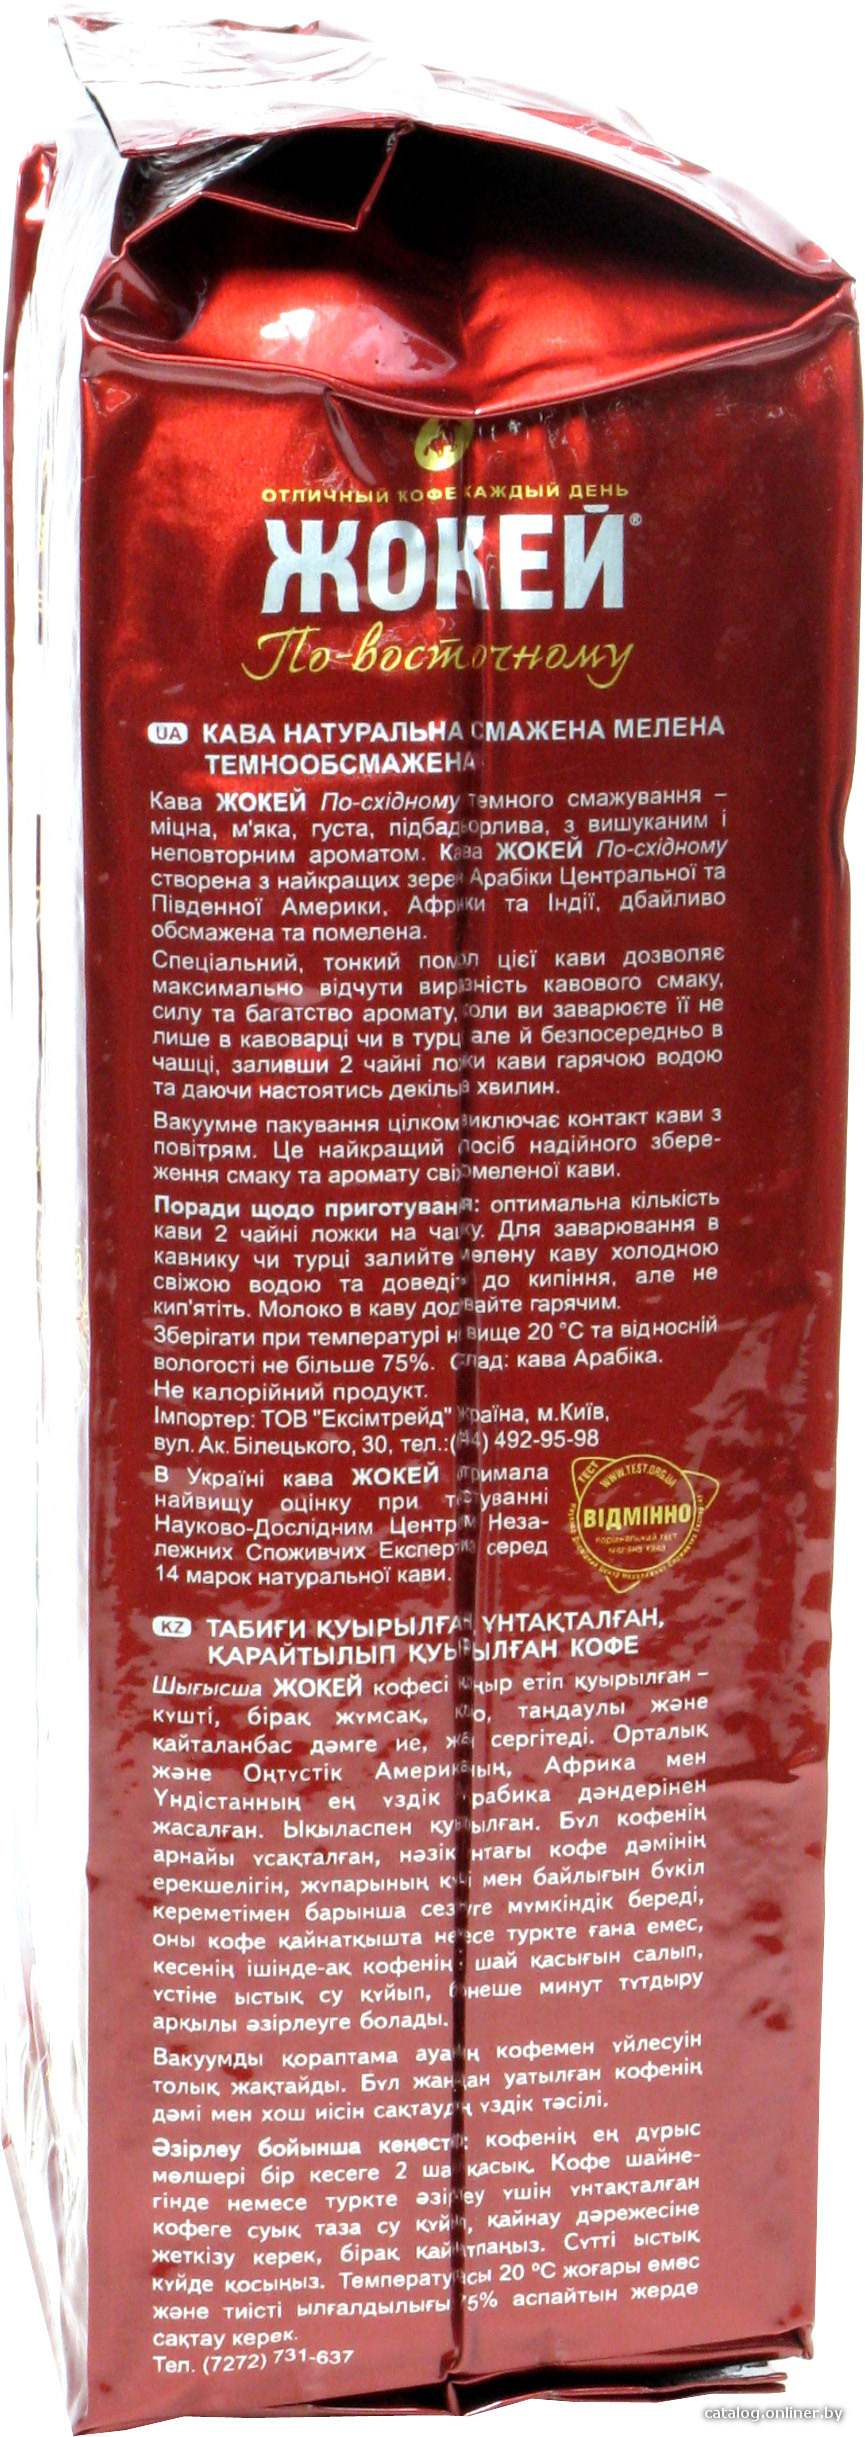 ОТЛИЧНЫЙ КОФЕ КАЖДЫЙ ДЕНЬ
ЖОКЕЙ®
По-восточному
UA КАВА НАТУРАЛЬНА СМАЖЕНА МЕЛЕНА
ТЕМНООБСМАЖЕНА
Кава ЖОКЕЙ По-східному темного смажування –
міцна, м'яка, густа, підбадьорлива, з вишуканим і
неповторним ароматом. Кава ЖОКЕЙ По-східному
створена з найкращих зерен Арабіки Центральної та
Південної Америки, Африки та Індії, дбайливо
обсмажена та помелена.
Спеціальний, тонкий помол цієї кави дозволяє
максимально відчути виразність кавового смаку,
силу та багатство аромату, коли ви заварюєте її не
лише в кавоварці чи в турці, але й безпосередньо в
чашці, заливши 2 чайні ложки кави гарячою водою
та даючи настоятись декілька хвилин.
Вакуумне пакування цілком виключає контакт кави з
повітрям. Це найкращий спосіб надійного збере-
ження смаку та аромату свіжомеленої кави.
Поради щодо приготування: оптимальна кількість
кави 2 чайні ложки на чашку. Для заварювання в
кавнику чи турці залийте мелену каву холодною
свіжою водою та доведіть до кипіння, але не
кип'ятіть. Молоко в каву додавайте гарячим.
Зберігати при температурі не вище 20 °С та відносній
вологості не більше 75%. Склад: кава Арабіка.
Не калорійний продукт.
Імпортер: ТОВ "Ексімтрейд" Україна, м.Київ,
вул. Ак. Білецького, 30, тел.:(044) 492-95-98
В Україні кава ЖОКЕЙ отримала
найвищу оцінку при тестуванні
Науково-Дослідним Центром Неза-
лежних Споживчих Експертиз серед
14 марок натуральної кави.
ТЕСТ WWW.TEST.ORG.UA
ВІДМІННО
KZ ТАБИҒИ ҚУЫРЫЛҒАН, ҮНТАҚТАЛҒАН,
ҚАРАЙТЫЛЫП ҚУЫРЫЛҒАН КОФЕ
Шығысша ЖОКЕЙ кофесі қоңыр етіп қуырылған –
күшті, бірақ жұмсақ, қою, таңдаулы және
қайталанбас дәмге ие, жан сергітеді. Орталық
және Оңтүстік Американың, Африка мен
Үндістанның ең үздік арабика дәндерінен
жасалған. Ықыласпен қуырылған. Бұл кофенің
арнайы ұсақталған, нәзік ұнтағы кофе дәмінің
ерекшелігін, жұпарының күші мен байлығын бүкіл
кереметімен барынша сезуге мүмкіндік береді,
оны кофе қайнатқышта немесе туркте ғана емес,
кесенің ішінде-ақ кофенің 2 шай қасығын салып,
үстіне ыстық су құйып, бірнеше минут тұтдыру
арқылы әзірлеуге болады.
Вакуумды қораптама ауаның кофемен үйлесуін
толық жақтайды. Бұл жаңадан уатылған кофенің
дәмі мен хош иісін сақтаудың үздік тәсілі.
Әзірлеу бойынша кеңестер: кофенің ең дұрыс
мөлшері бір кесеге 2 шай қасық. Кофе шайне-
гінде немесе туркте әзірлеу үшін ұнтақталған
кофеге суық таза су құйып, қайнау дәрежесіне
жеткізу керек, бірақ қайнатпаңыз. Сүтті ыстық
күйде қосыңыз. Температурасы 20 °С жоғары емес
және тиісті ылғалдылығы 75% аспайтын жерде
сақтау керек.
Тел. (7272) 731-637
catalog.onliner.by